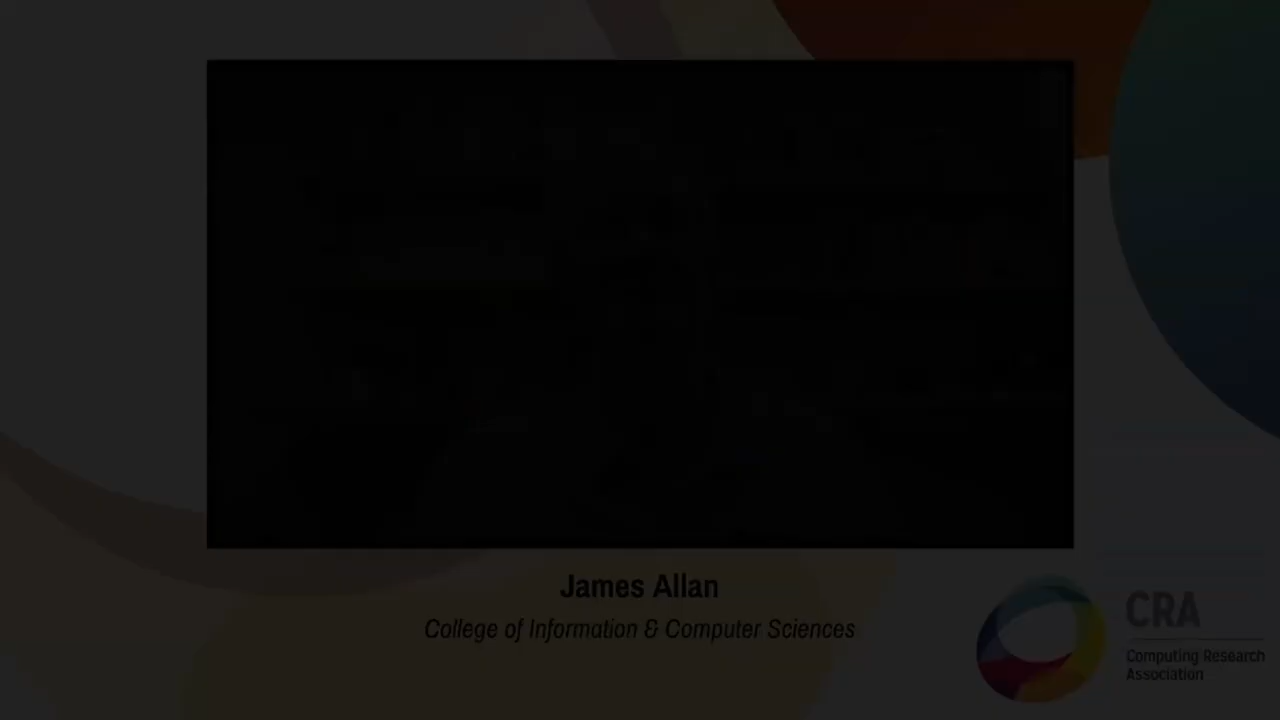 James Allan
College of Information & Computer Sciences
CRA
Computing Research
Association